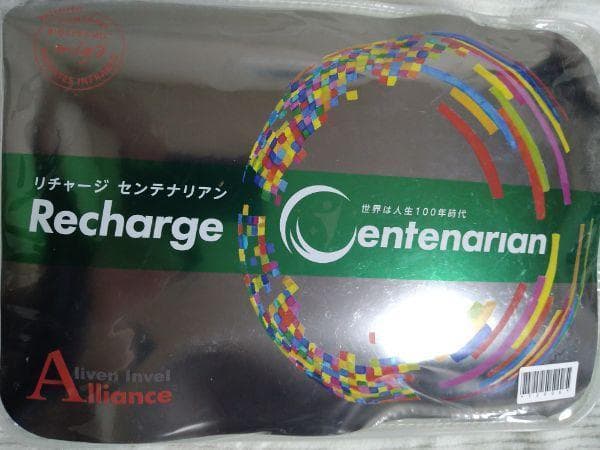 リチャージ センテナリアン
Recharge
世界は人生100年時代
Centenarian
Aliven Invel
Alliance